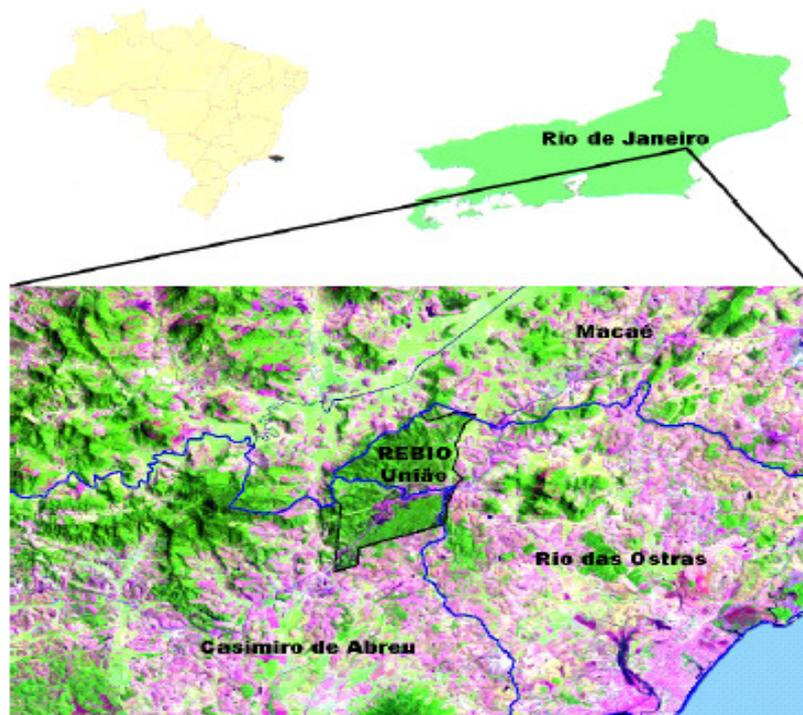 Rio de Janeiro
Macaé
REBIO
União
Rio das Ostras
Casimiro de Abreu